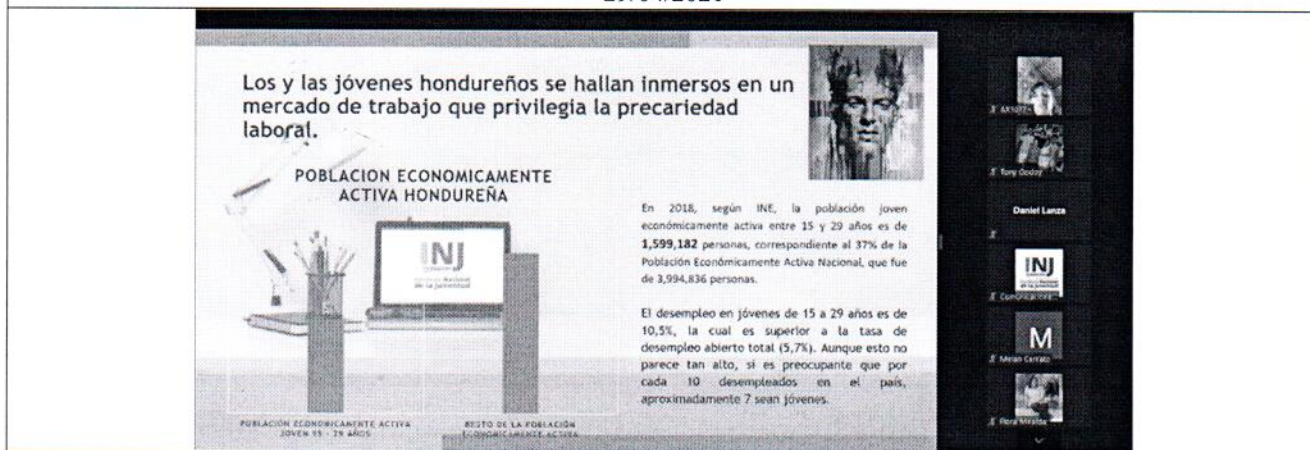 Los y las jóvenes hondureños se hallan inmersos en un
mercado de trabajo que privilegia la precariedad
laboral.
POBLACION ECONOMICAMENTE
ACTIVA HONDUREÑA
INJ
Instituto Nacional
de la Juventud
POBLACIÓN ECONOMICAMENTE ACTIVA
JOVEN 15 - 29 AÑOS
RESTO DE LA POBLACIÓN
ECONOMICAMENTE ACTIVA
En 2018, según INE, la población joven
económicamente activa entre 15 y 29 años es de
1,599,182 personas, correspondiente al 37% de la
Población Económicamente Activa Nacional, que fue
de 3,994,836 personas.
El desempleo en jóvenes de 15 a 29 años es de
10,5%, la cual es superior a la tasa de
desempleo abierto total (5,7%). Aunque esto no
parece tan alto, si es preocupante que por
cada 10 desempleados en el país,
aproximadamente 7 sean jóvenes.
Tony Godoy
Daniel Lanza
INJ
M